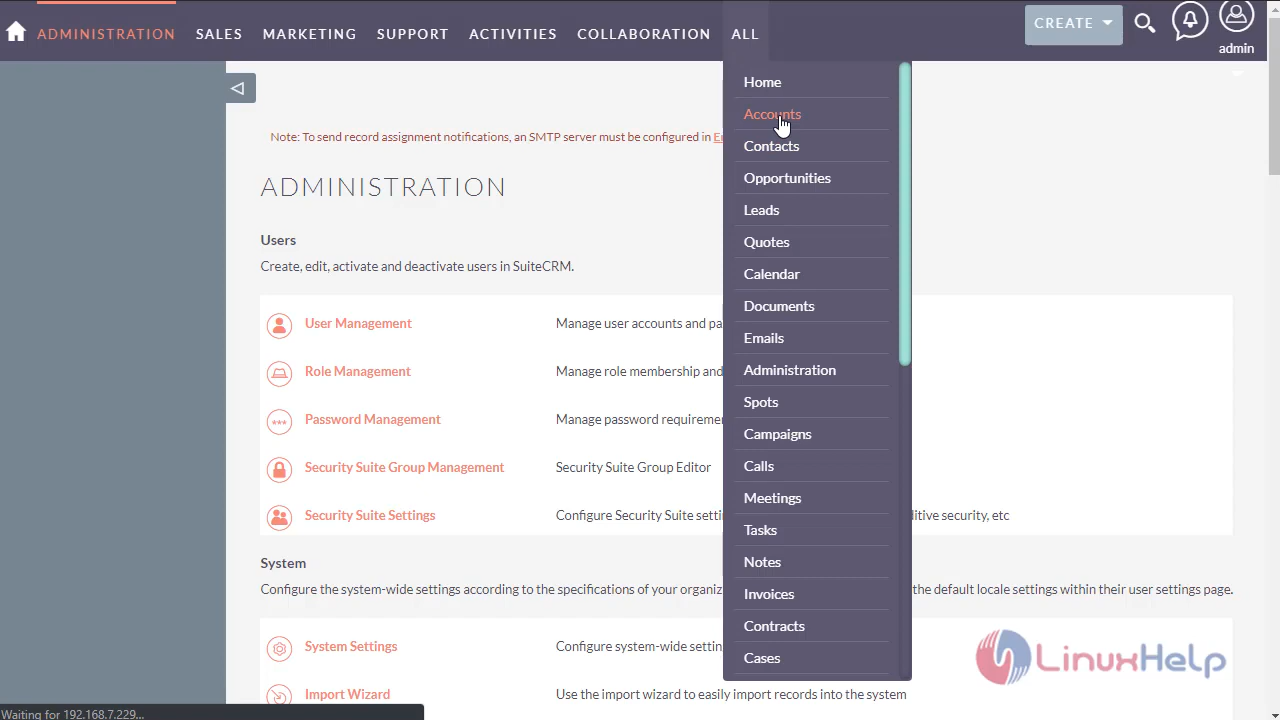 ADMINISTRATION SALES MARKETING SUPPORT ACTIVITIES COLLABORATION ALL CREATE admin
Home
Accounts
Contacts
Opportunities
Leads
Quotes
Calendar
Documents
Emails
Administration
Spots
Campaigns
Calls
Meetings
Tasks
Notes
Invoices
Contracts
Cases
Note: To send record assignment notifications, an SMTP server must be configured in
ADMINISTRATION
Users
Create, edit, activate and deactivate users in SuiteCRM.
User Management Manage user accounts and
Role Management Manage role membership and
Password Management Manage password
Security Suite Group Management Security Suite Group Editor
Security Suite Settings Configure Security Suite security, etc
System
Configure the system-wide settings according to the specifications of your the default locale settings within their user settings page.
System Settings Configure system-wide
Import Wizard Use the import wizard to easily import records into the system
LinuxHelp
Waiting for 192.168.7.229...